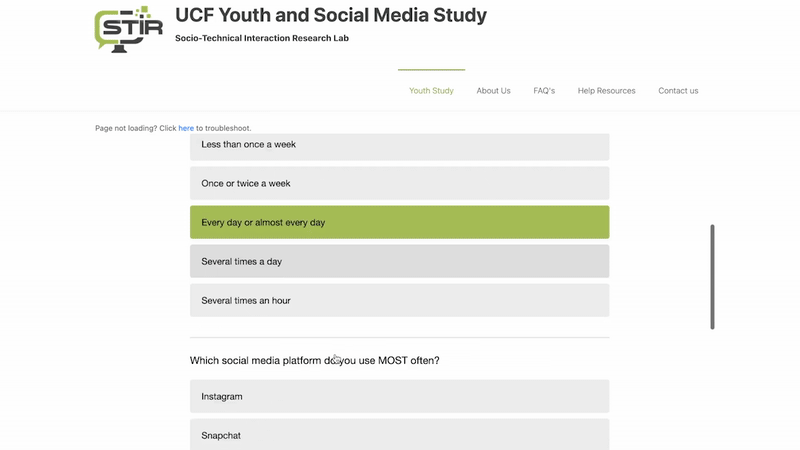 STIR
UCF Youth and Social Media Study
Socio-Technical Interaction Research Lab
Youth Study
About Us
FAQ's
Help Resources
Contact us
Page not loading? Click here to troubleshoot.
Less than once a week
Once or twice a week
Every day or almost every day
Several times a day
Several times an hour
Which social media platform do you use MOST often?
Instagram
Snapchat